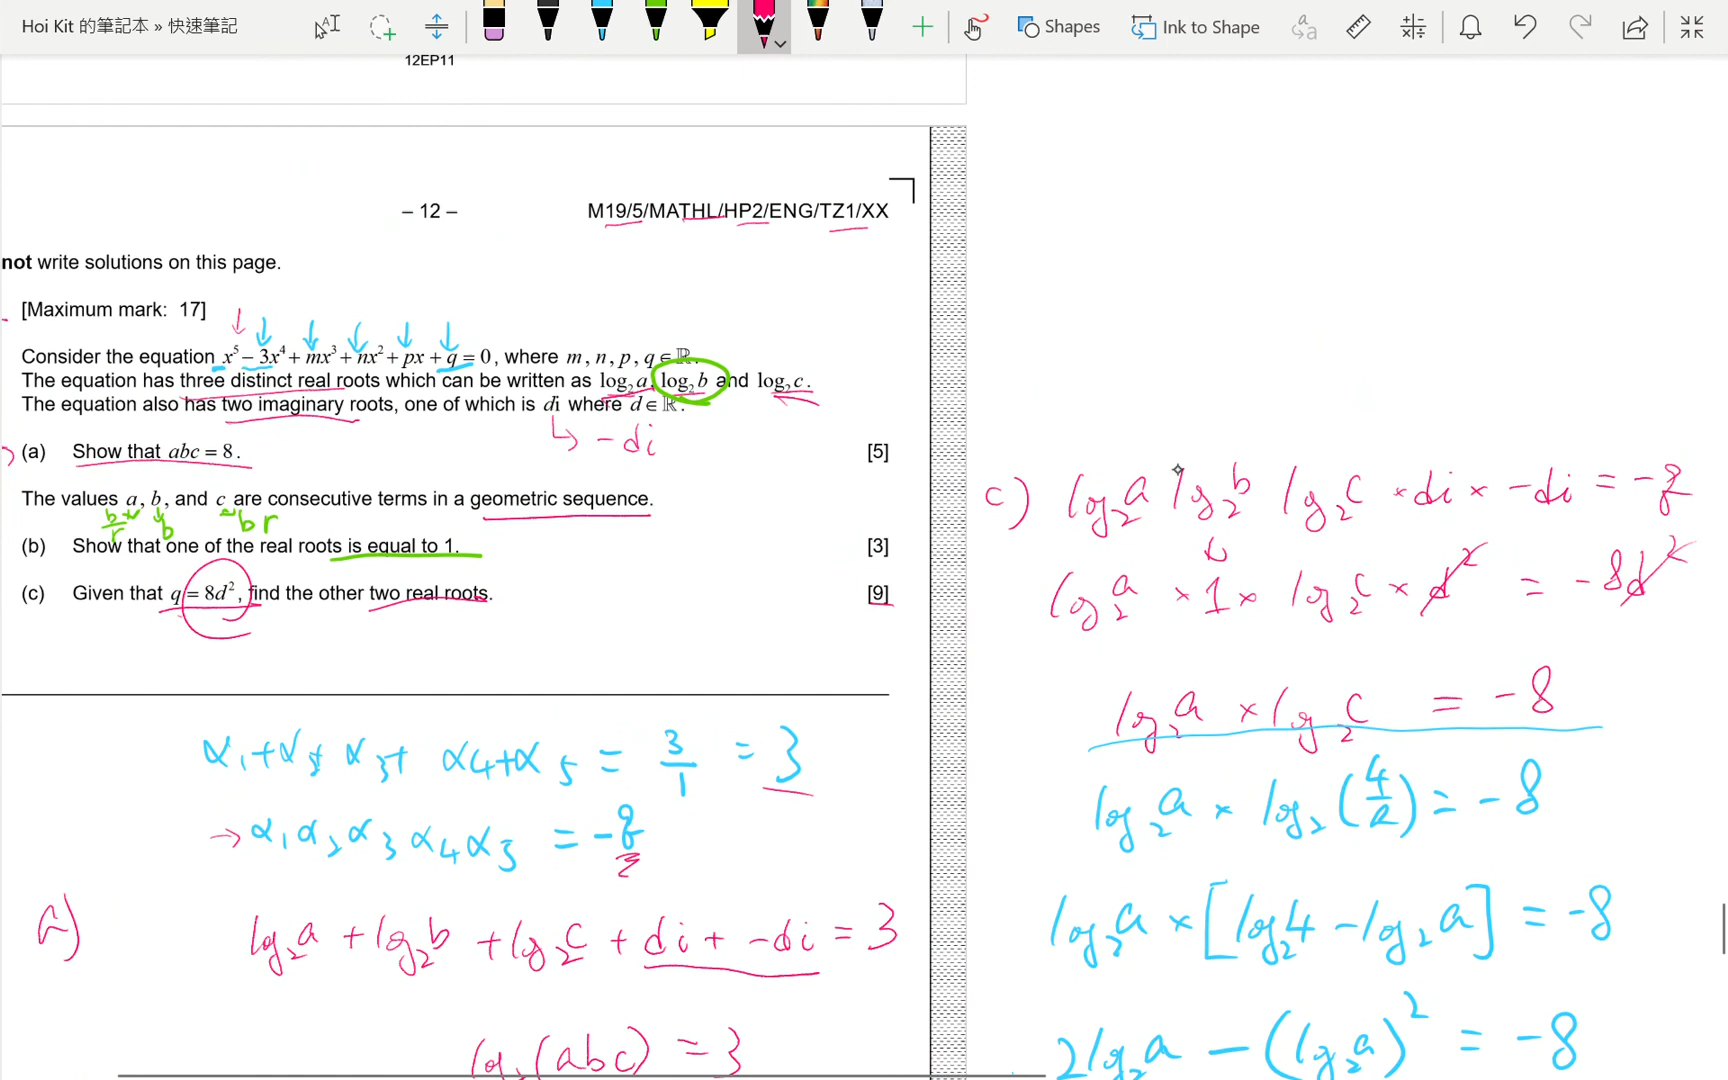 Hoi Kit 的筆記本 » 快速筆記
Shapes
Ink to Shape
12EP11
– 12 –
M19/5/MATHL/HP2/ENG/TZ1/XX
not write solutions on this page.
[Maximum mark: 17]
Consider the equation x⁵ – 3x⁴ + mx³ + nx² + px + q = 0, where m, n, p, q ∈ ℝ.
The equation has three distinct real roots which can be written as log₂a, log₂b and log₂c.
The equation also has two imaginary roots, one of which is di where d ∈ ℝ.
↳ -di
(a) Show that abc = 8. [5]
The values a, b, and c are consecutive terms in a geometric sequence.
b/r b br
(b) Show that one of the real roots is equal to 1. [3]
(c) Given that q = 8d², find the other two real roots. [9]
α₁+α₂ α₃+ α₄+α₅ = 3/1 = 3
→ α₁α₂α₃α₄α₅ = -q
a) log₂a + log₂b + log₂c + di + -di = 3
log₂(abc) = 3
c) log₂a log₂b log₂c × di × -di = -q
log₂a × 1 × log₂c × d² = -8d²
log₂a × log₂c = -8
log₂a × log₂(4/a) = -8
log₂a × [log₂4 - log₂a] = -8
2log₂a - (log₂a)² = -8